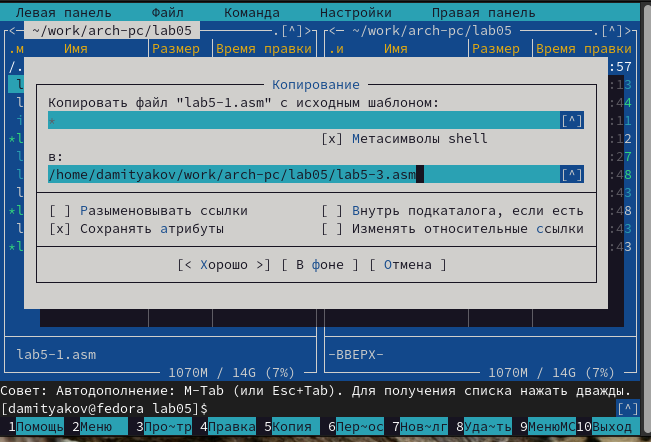 Левая панель Файл Команда Настройки Правая панель
<─ ~/work/arch-pc/lab05 .[^]> <─ ~/work/arch-pc/lab05 .[^]>
.м Имя Размер Время правки .и Имя Размер Время правки
/. :57
l :13
Копирование
Копировать файл "lab5-1.asm" с исходным шаблоном:
l :44
* [^]
i :11
[x] Метасимволы shell
*l :12
в:
l :27
/home/damityakov/work/arch-pc/lab05/lab5-3.asm [^]
l :48
l :43
[ ] Разыменовывать ссылки [ ] Внутрь подкаталога, если есть
*l :48
[x] Сохранять атрибуты [ ] Изменять относительные ссылки
l :43
*l :43
[< Хорошо >] [ В фоне ] [ Отмена ]
lab5-1.asm -ВВЕРХ-
1070M / 14G (7%) 1070M / 14G (7%)
Совет: Автодополнение: M-Tab (или Esc+Tab). Для получения списка нажать дважды.
[damityakov@fedora lab05]$ [^]
1Помощь 2Меню 3Про~тр 4Правка 5Копия 6Пер~ос 7Нов~лг 8Уда~ть 9МенюMC 10Выход